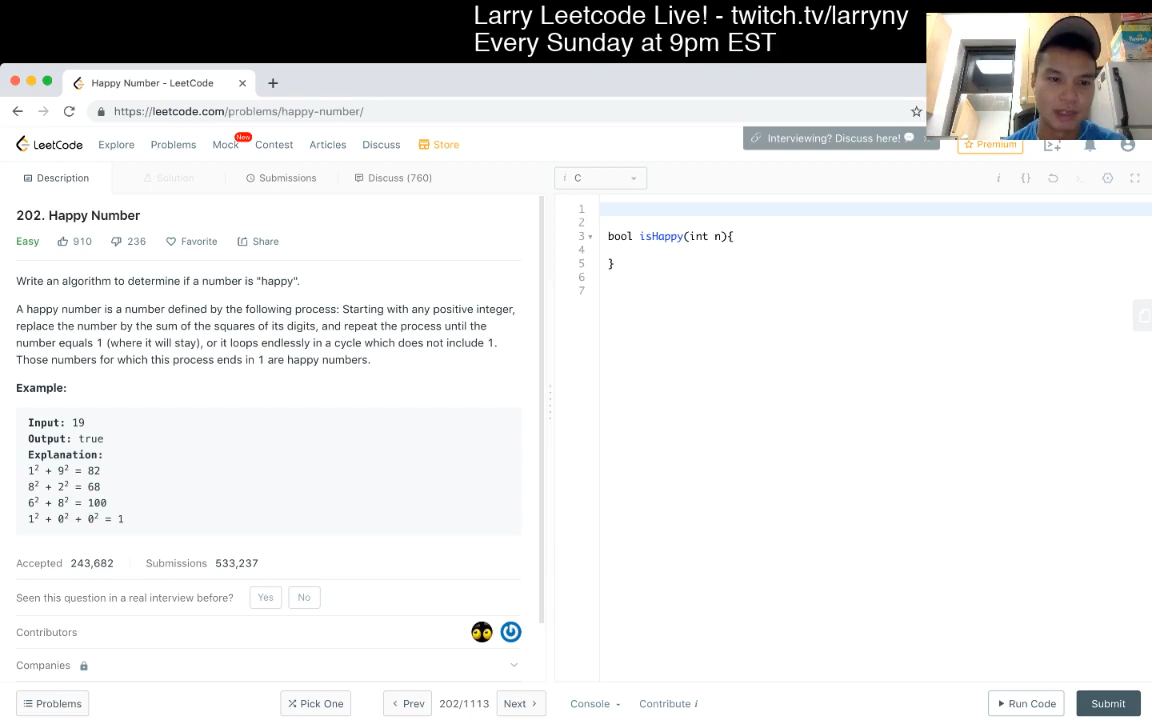 Larry Leetcode Live! - twitch.tv/larryny
Every Sunday at 9pm EST
Happy Number - LeetCode
https://leetcode.com/problems/happy-number/
LeetCode Explore Problems Mock New Contest Articles Discuss Store
Interviewing? Discuss here!
Premium
Description Solution Submissions Discuss (760)
i C
202. Happy Number
Easy 910 236 Favorite Share
Write an algorithm to determine if a number is "happy".
A happy number is a number defined by the following process: Starting with any positive integer,
replace the number by the sum of the squares of its digits, and repeat the process until the
number equals 1 (where it will stay), or it loops endlessly in a cycle which does not include 1.
Those numbers for which this process ends in 1 are happy numbers.
Example:
Input: 19
Output: true
Explanation:
1² + 9² = 82
8² + 2² = 68
6² + 8² = 100
1² + 0² + 0² = 1
Accepted 243,682 Submissions 533,237
Seen this question in a real interview before? Yes No
Contributors
Companies
1
2
3 bool isHappy(int n){
4
5 }
6
7
Problems Pick One Prev 202/1113 Next Console Contribute i Run Code Submit